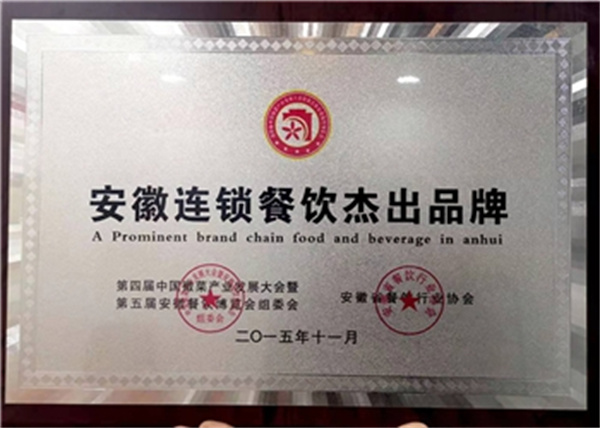 安徽连锁餐饮杰出品牌
A Prominent brand chain food and beverage in anhui
第四届中国徽菜产业发展大会暨
第五届安徽餐饮博览会组委会
安徽省餐饮行业协会
组委会
二〇一五年十一月